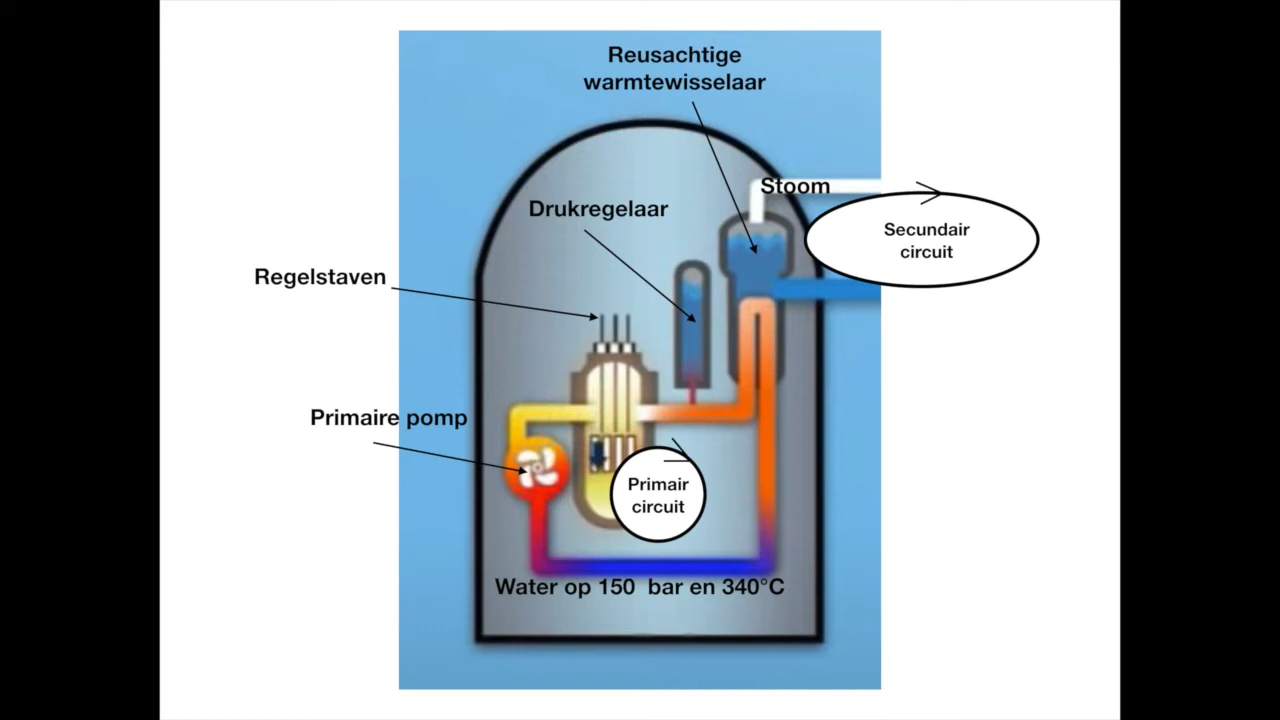 Reusachtige
warmtewisselaar
Stoom
Drukregelaar
Secundair
circuit
Regelstaven
Primaire pomp
Primair
circuit
Water op 150 bar en 340°C